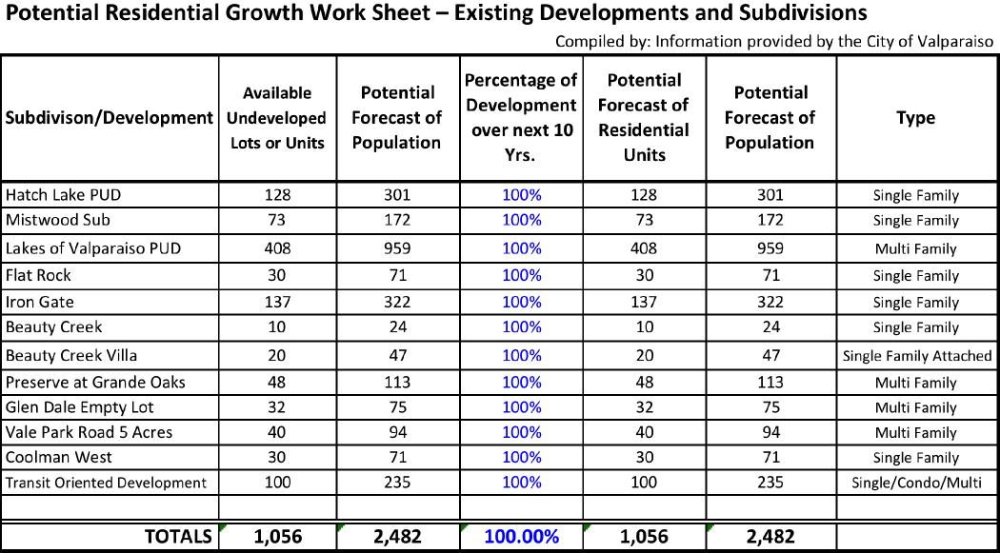 Potential Residential Growth Work Sheet – Existing Developments and Subdivisions
Compiled by: Information provided by the City of Valparaiso
Subdivison/Development Available Undeveloped Lots or Units Potential Forecast of Population Percentage of Development over next 10 Yrs. Potential Forecast of Residential Units Potential Forecast of Population Type
Hatch Lake PUD 128 301 100% 128 301 Single Family
Mistwood Sub 73 172 100% 73 172 Single Family
Lakes of Valparaiso PUD 408 959 100% 408 959 Multi Family
Flat Rock 30 71 100% 30 71 Single Family
Iron Gate 137 322 100% 137 322 Single Family
Beauty Creek 10 24 100% 10 24 Single Family
Beauty Creek Villa 20 47 100% 20 47 Single Family Attached
Preserve at Grande Oaks 48 113 100% 48 113 Multi Family
Glen Dale Empty Lot 32 75 100% 32 75 Multi Family
Vale Park Road 5 Acres 40 94 100% 40 94 Multi Family
Coolman West 30 71 100% 30 71 Single Family
Transit Oriented Development 100 235 100% 100 235 Single/Condo/Multi
TOTALS 1,056 2,482 100.00% 1,056 2,482